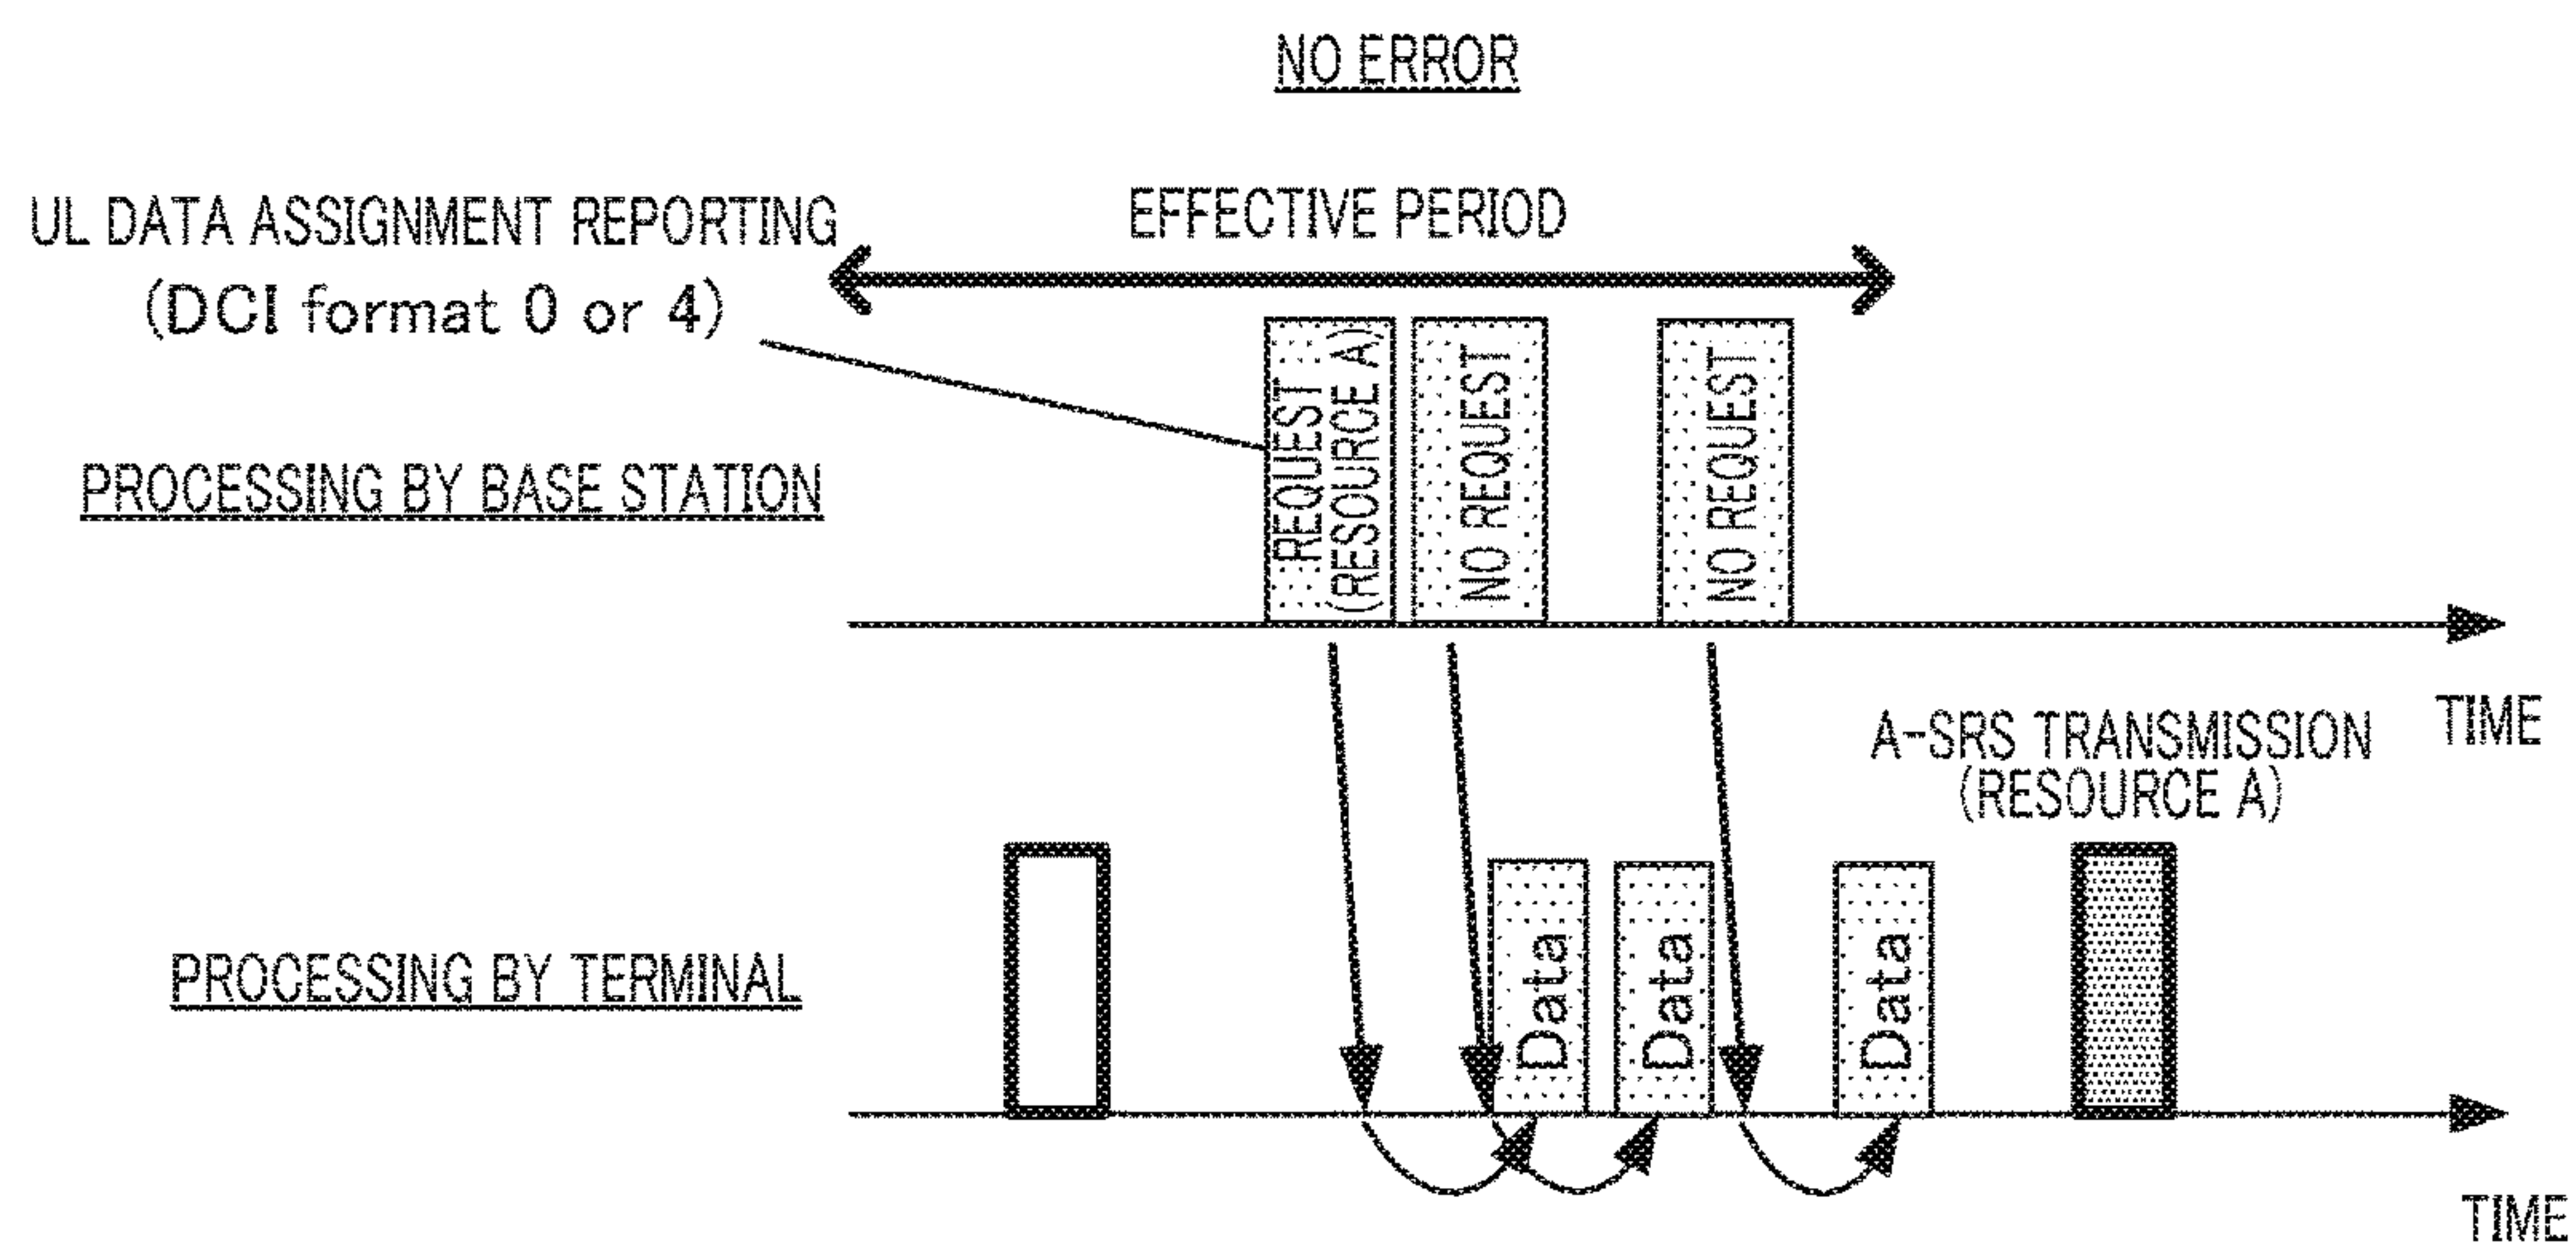 NO ERROR
UL DATA ASSIGNMENT REPORTING
(DCI format 0 or 4)
EFFECTIVE PERIOD
PROCESSING BY BASE STATION
REQUEST
(RESOURCE A)
NO REQUEST
NO REQUEST
TIME
A-SRS TRANSMISSION
(RESOURCE A)
PROCESSING BY TERMINAL
Data
Data
Data
TIME